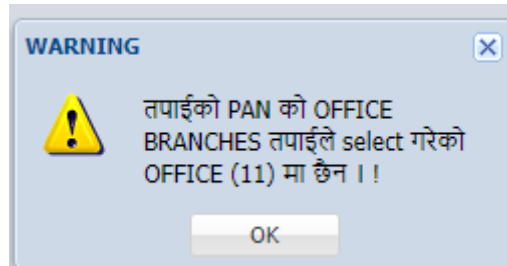 WARNING
तपाईको PAN को OFFICE
BRANCHES तपाईले select गरेको
OFFICE (11) मा छैन । !
OK